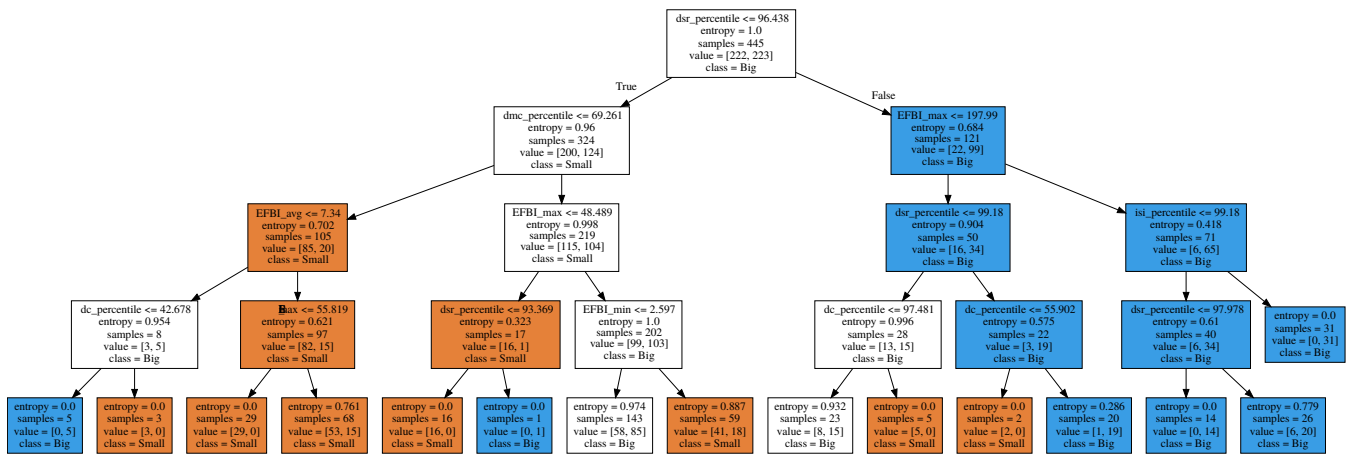 dsr_percentile <= 96.438
entropy = 1.0
samples = 445
value = [222, 223]
class = Big
True
False
dmc_percentile <= 69.261
entropy = 0.96
samples = 324
value = [200, 124]
class = Small
EFBI_max <= 197.99
entropy = 0.684
samples = 121
value = [22, 99]
class = Big
EFBI_avg <= 7.34
entropy = 0.702
samples = 105
value = [85, 20]
class = Small
EFBI_max <= 48.489
entropy = 0.998
samples = 219
value = [115, 104]
class = Small
dsr_percentile <= 99.18
entropy = 0.904
samples = 50
value = [16, 34]
class = Big
isi_percentile <= 99.18
entropy = 0.418
samples = 71
value = [6, 65]
class = Big
dc_percentile <= 42.678
entropy = 0.954
samples = 8
value = [3, 5]
class = Big
<= 55.819
entropy = 0.621
samples = 97
value = [82, 15]
class = Small
dsr_percentile <= 93.369
entropy = 0.323
samples = 17
value = [16, 1]
class = Small
EFBI_min <= 2.597
entropy = 1.0
samples = 202
value = [99, 103]
class = Big
dc_percentile <= 97.481
entropy = 0.996
samples = 28
value = [13, 15]
class = Big
dc_percentile <= 55.902
entropy = 0.575
samples = 22
value = [3, 19]
class = Big
dsr_percentile <= 97.978
entropy = 0.61
samples = 40
value = [6, 34]
class = Big
entropy = 0.0
samples = 31
value = [0, 31]
class = Big
entropy = 0.0
samples = 5
value = [0, 5]
class = Big
entropy = 0.0
samples = 3
value = [3, 0]
class = Small
entropy = 0.0
samples = 29
value = [29, 0]
class = Small
entropy = 0.761
samples = 68
value = [53, 15]
class = Small
entropy = 0.0
samples = 16
value = [16, 0]
class = Small
entropy = 0.0
samples = 1
value = [0, 1]
class = Big
entropy = 0.974
samples = 143
value = [58, 85]
class = Big
entropy = 0.887
samples = 59
value = [41, 18]
class = Small
entropy = 0.932
samples = 23
value = [8, 15]
class = Big
entropy = 0.0
samples = 5
value = [5, 0]
class = Small
entropy = 0.0
samples = 2
value = [2, 0]
class = Small
entropy = 0.286
samples = 20
value = [1, 19]
class = Big
entropy = 0.0
samples = 14
value = [0, 14]
class = Big
entropy = 0.779
samples = 26
value = [6, 20]
class = Big